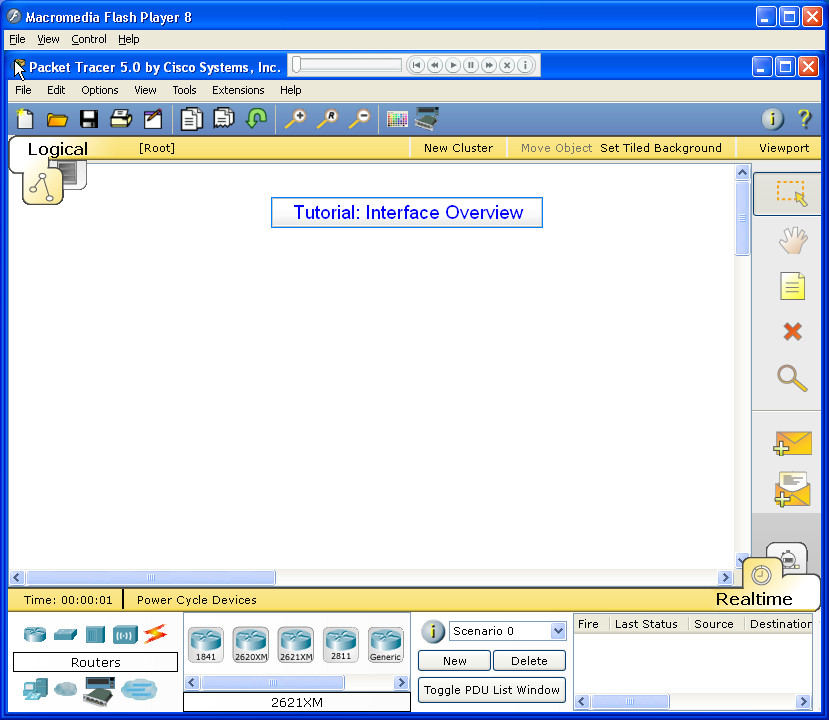 Macromedia Flash Player 8
File View Control Help
Packet Tracer 5.0 by Cisco Systems, Inc.
File Edit Options View Tools Extensions Help
Logical [Root] New Cluster Move Object Set Tiled Background Viewport
Tutorial: Interface Overview
Time: 00:00:01 Power Cycle Devices Realtime
Routers
1841 2620XM 2621XM 2811 Generic
2621XM
Scenario 0
New Delete
Toggle PDU List Window
Fire Last Status Source Destination